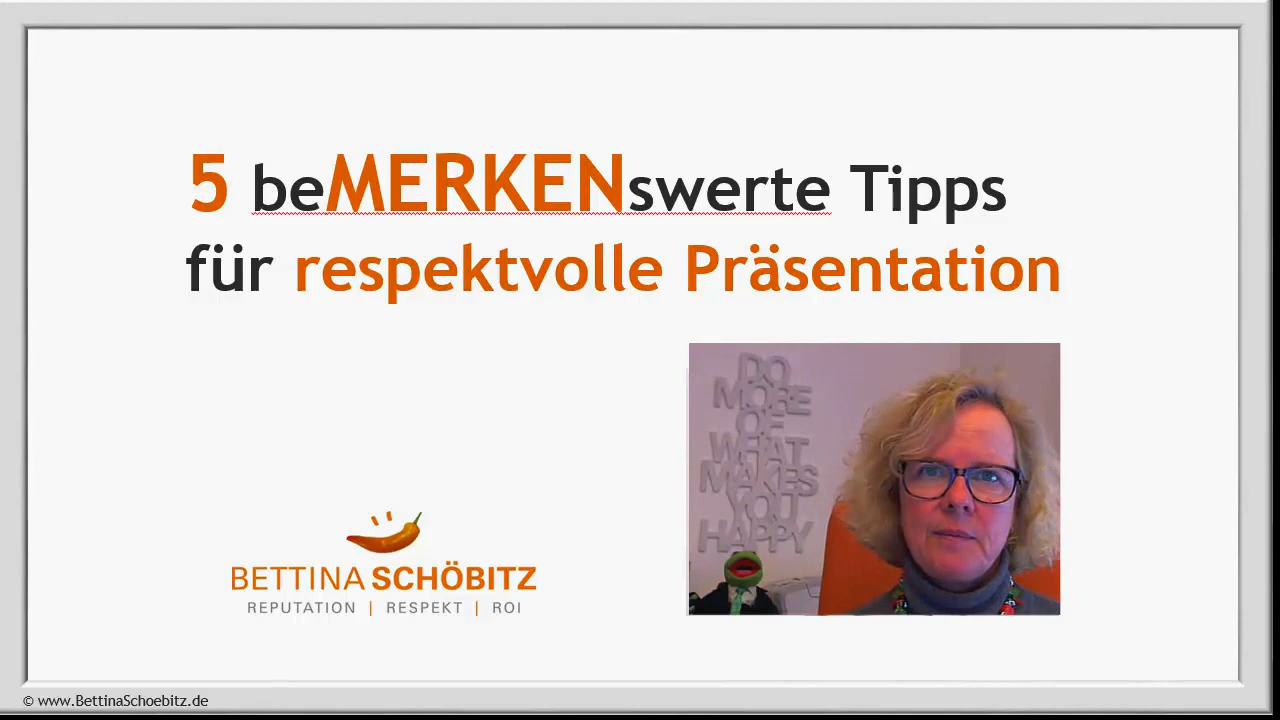 5 beMERKENswerte Tipps
für respektvolle Präsentation
DO
MORE
OF
WHAT
MAKES
YOU
HAPPY
BETTINA SCHÖBITZ
REPUTATION | RESPEKT | ROI
© www.BettinaSchoebitz.de